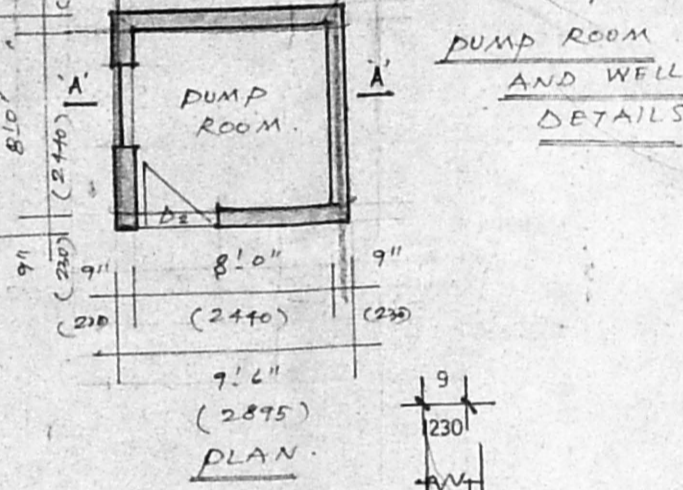 PUMP ROOM
AND WELL
DETAILS
'A'
'A'
PUMP
ROOM.
8'-0"
(2440)
D2
9"
(230)
9"
8'-0"
9"
(2440)
(230)
9'-6"
(2895)
PLAN.
9
230